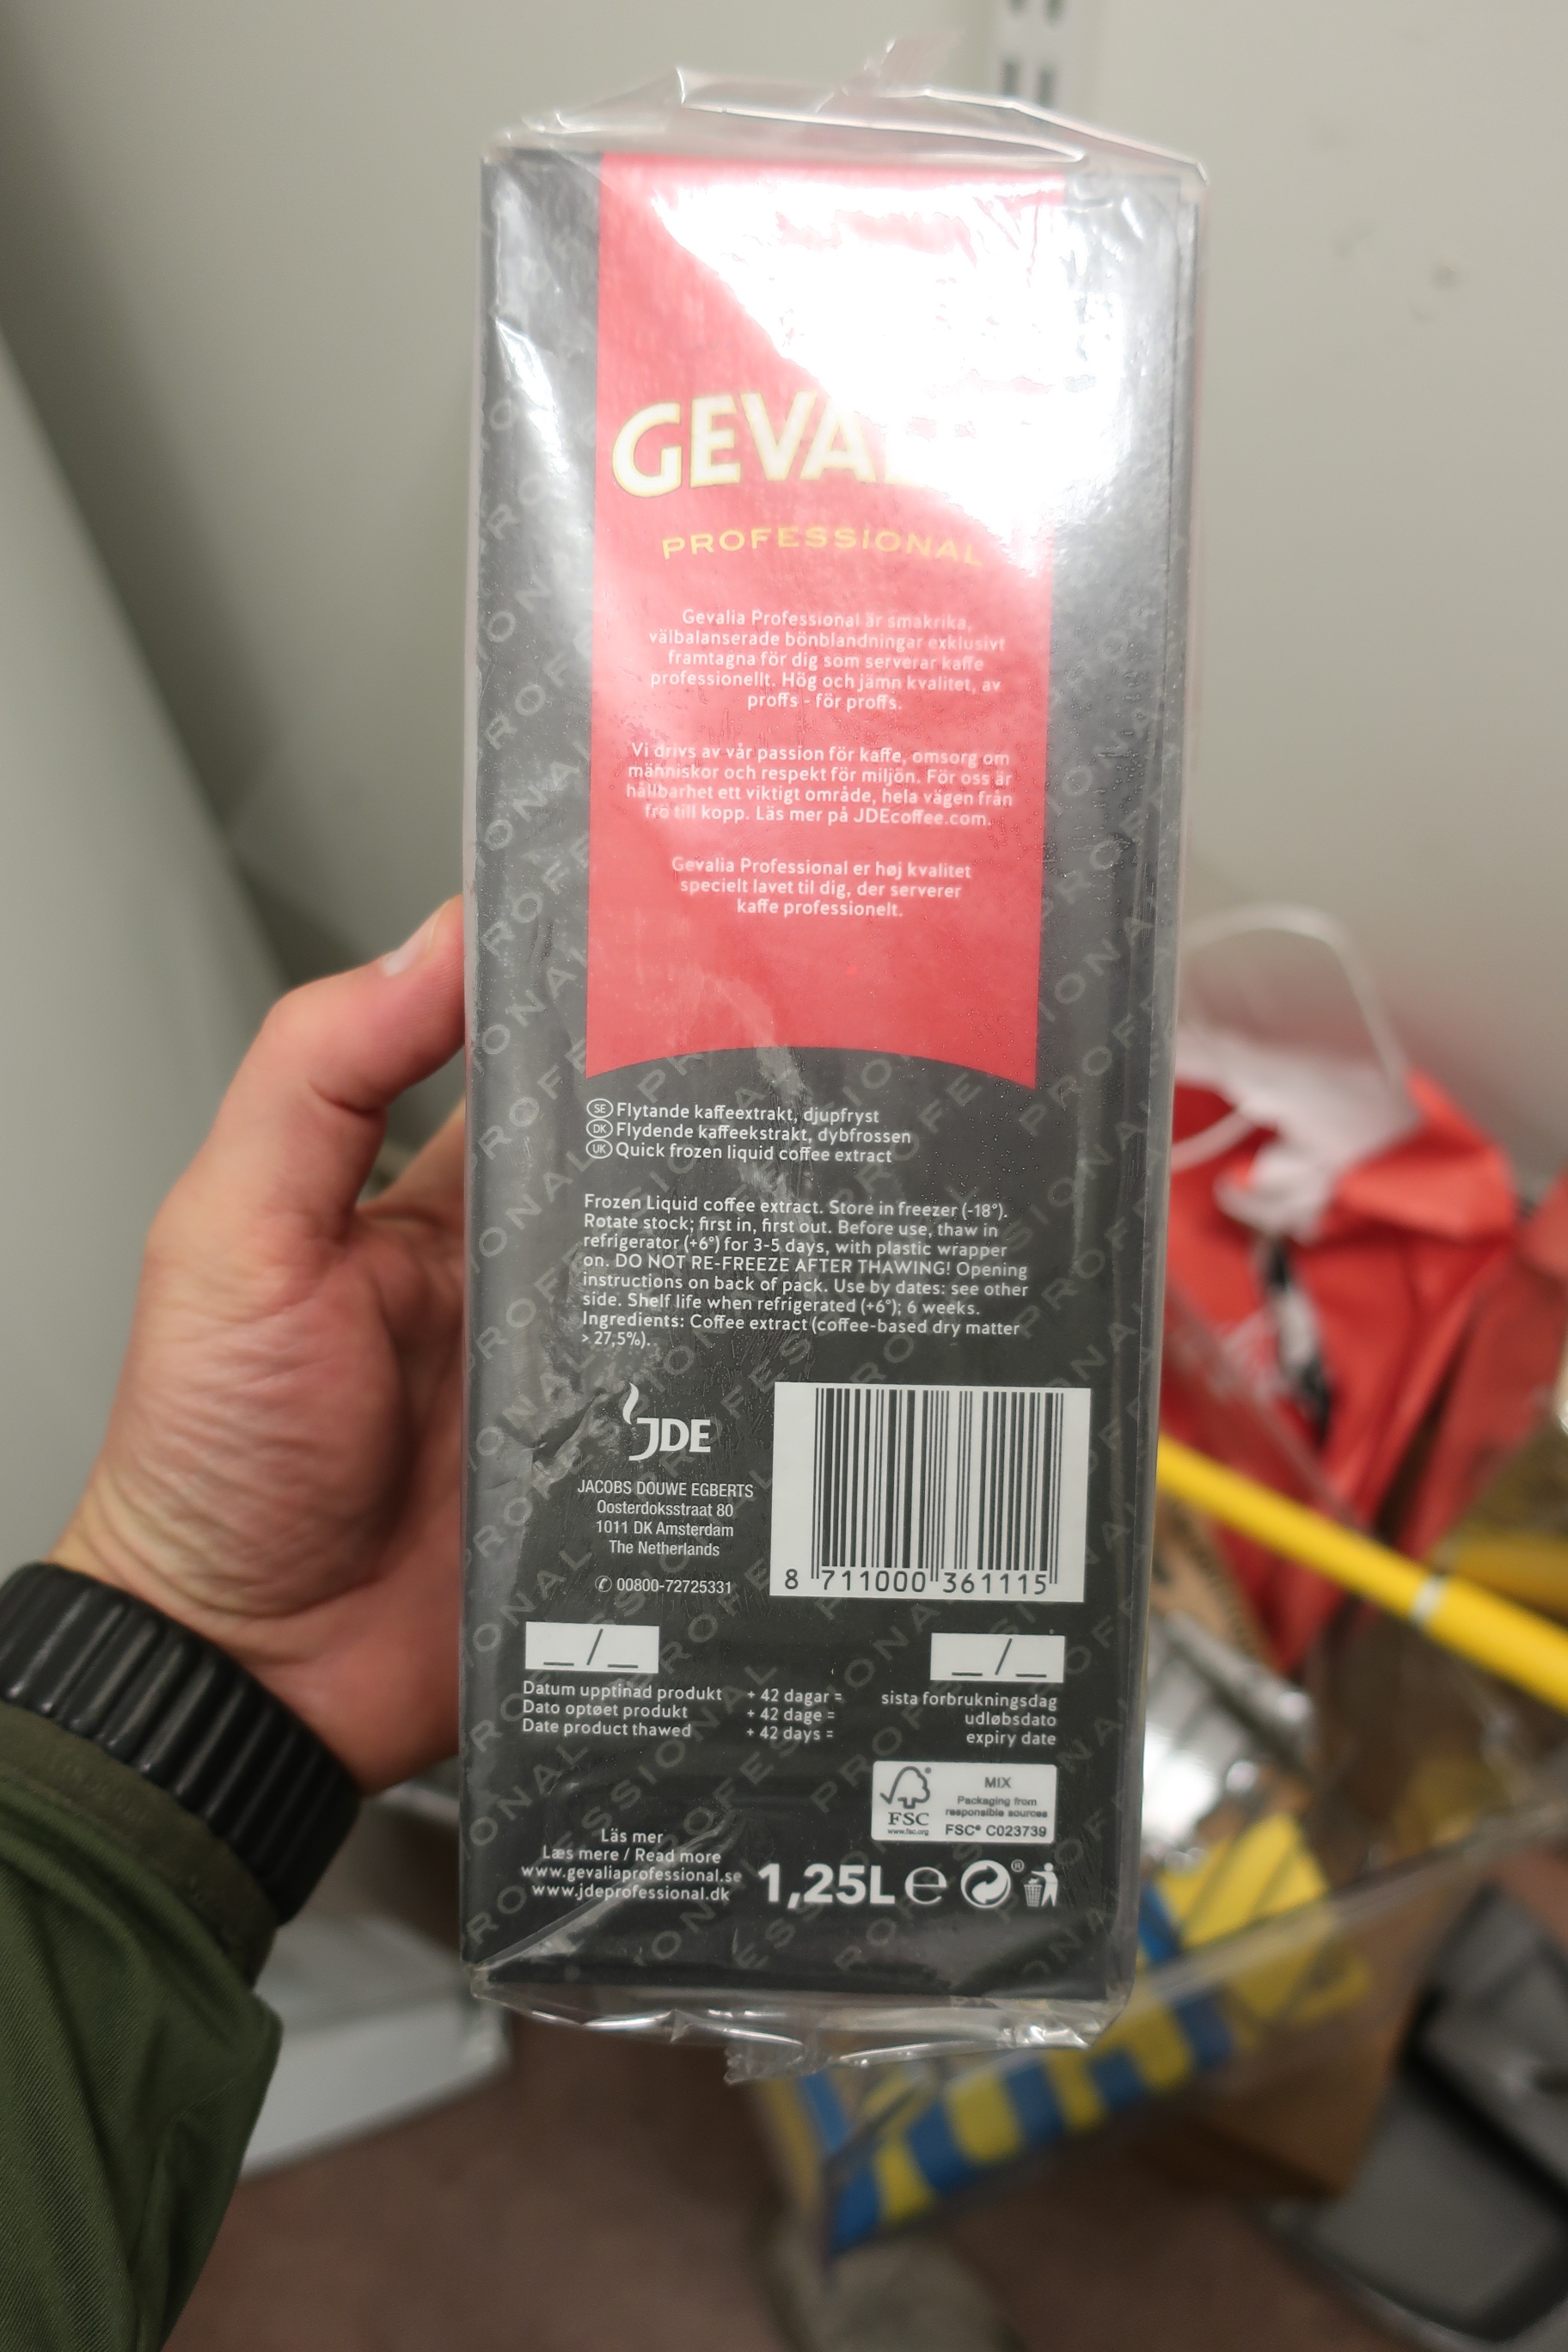 GEVA
PROFESSIONAL
Gevalia Professional är smakrika,
välbalanserade bönblandningar exklusivt
framtagna för dig som serverar kaffe
professionellt. Hög och jämn kvalitet, av
proffs - för proffs.
Vi drivs av vår passion för kaffe, omsorg om
människor och respekt för miljön. För oss är
hållbarhet ett viktigt område, hela vägen från
frö till kopp. Läs mer på JDEcoffee.com.
Gevalia Professional er høj kvalitet
specielt lavet til dig, der serverer
kaffe professionelt.
SE Flytande kaffeextrakt, djupfryst
DK Flydende kaffeekstrakt, dybfrossen
UK Quick frozen liquid coffee extract
Frozen Liquid coffee extract. Store in freezer (-18°).
Rotate stock; first in, first out. Before use, thaw in
refrigerator (+6°) for 3-5 days, with plastic wrapper
on. DO NOT RE-FREEZE AFTER THAWING! Opening
instructions on back of pack. Use by dates: see other
side. Shelf life when refrigerated (+6°); 6 weeks.
Ingredients: Coffee extract (coffee-based dry matter
> 27,5%).
JDE
JACOBS DOUWE EGBERTS
Oosterdoksstraat 80
1011 DK Amsterdam
The Netherlands
✆ 00800-72725331
8 711000 361115
_ / _ _ / _
Datum upptinad produkt + 42 dagar = sista forbrukningsdag
Dato optøet produkt + 42 dage = udløbsdato
Date product thawed + 42 days = expiry date
FSC
www.fsc.org
MIX
Packaging from
responsible sources
FSC® C023739
Läs mer
Læs mere / Read more
www.gevaliaprofessional.se
www.jdeprofessional.dk
1,25L ℮ ®